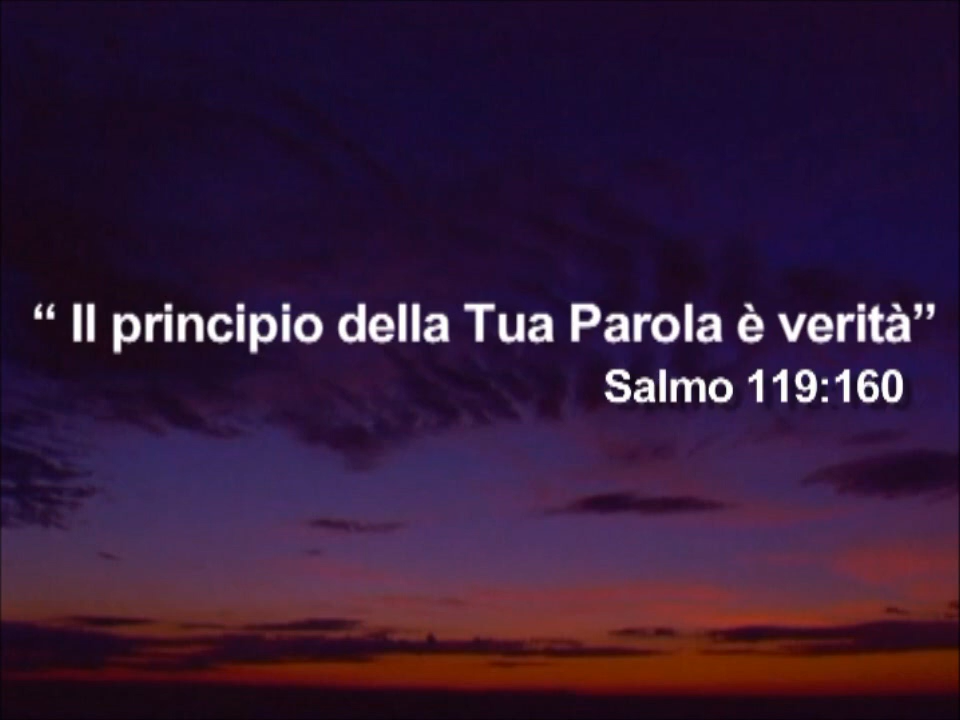 “ Il principio della Tua Parola è verità”
Salmo 119:160